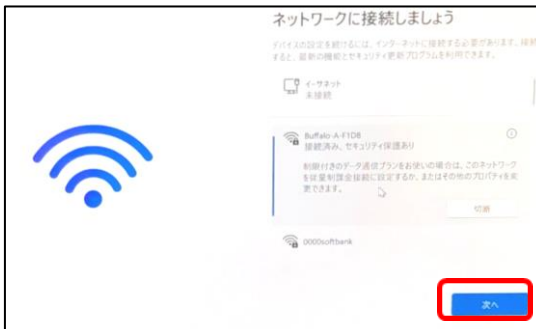 ネットワークに接続しましょう
デバイスの設定を続けるには、インターネットに接続する必要があります。接続
すると、最新の機能とセキュリティ更新プログラムを利用できます。
イーサネット
未接続
Buffalo-A-F1D8
接続済み、セキュリティ保護あり
制限付きのデータ通信プランをお使いの場合は、このネットワーク
を従量制課金接続に設定するか、またはその他のプロパティを変
更できます。
切断
0000softbank
次へ